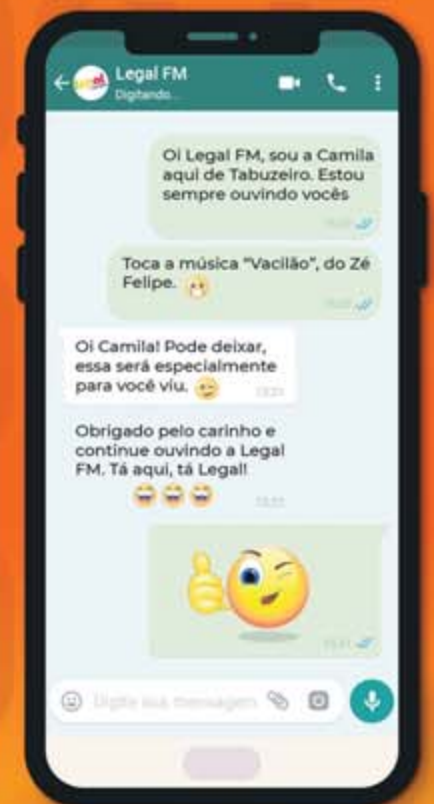 Legal FM
Digitando...
Oi Legal FM, sou a Camila
aqui de Tabuzeiro. Estou
sempre ouvindo vocês
Toca a música "Vacilão", do Zé
Felipe.
Oi Camila! Pode deixar,
essa será especialmente
para você viu.
Obrigado pelo carinho e
continue ouvindo a Legal
FM. Tá aqui, tá Legal!
Digite sua mensagem